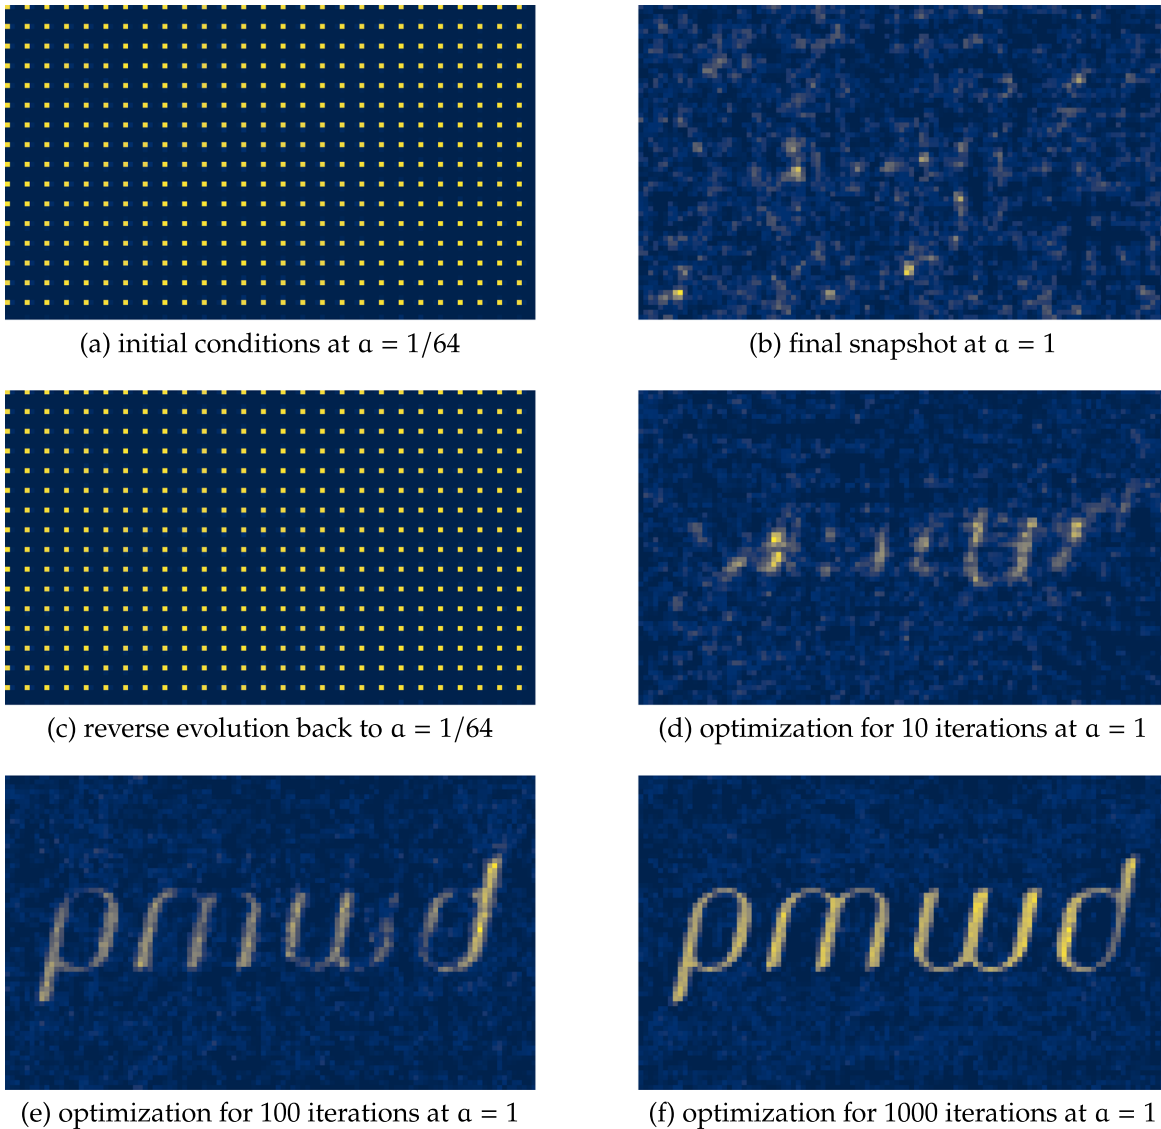 (a) initial conditions at a = 1/64
(b) final snapshot at a = 1
(c) reverse evolution back to a = 1/64
(d) optimization for 10 iterations at a = 1
pmwd
pmwd
(e) optimization for 100 iterations at a = 1
(f) optimization for 1000 iterations at a = 1